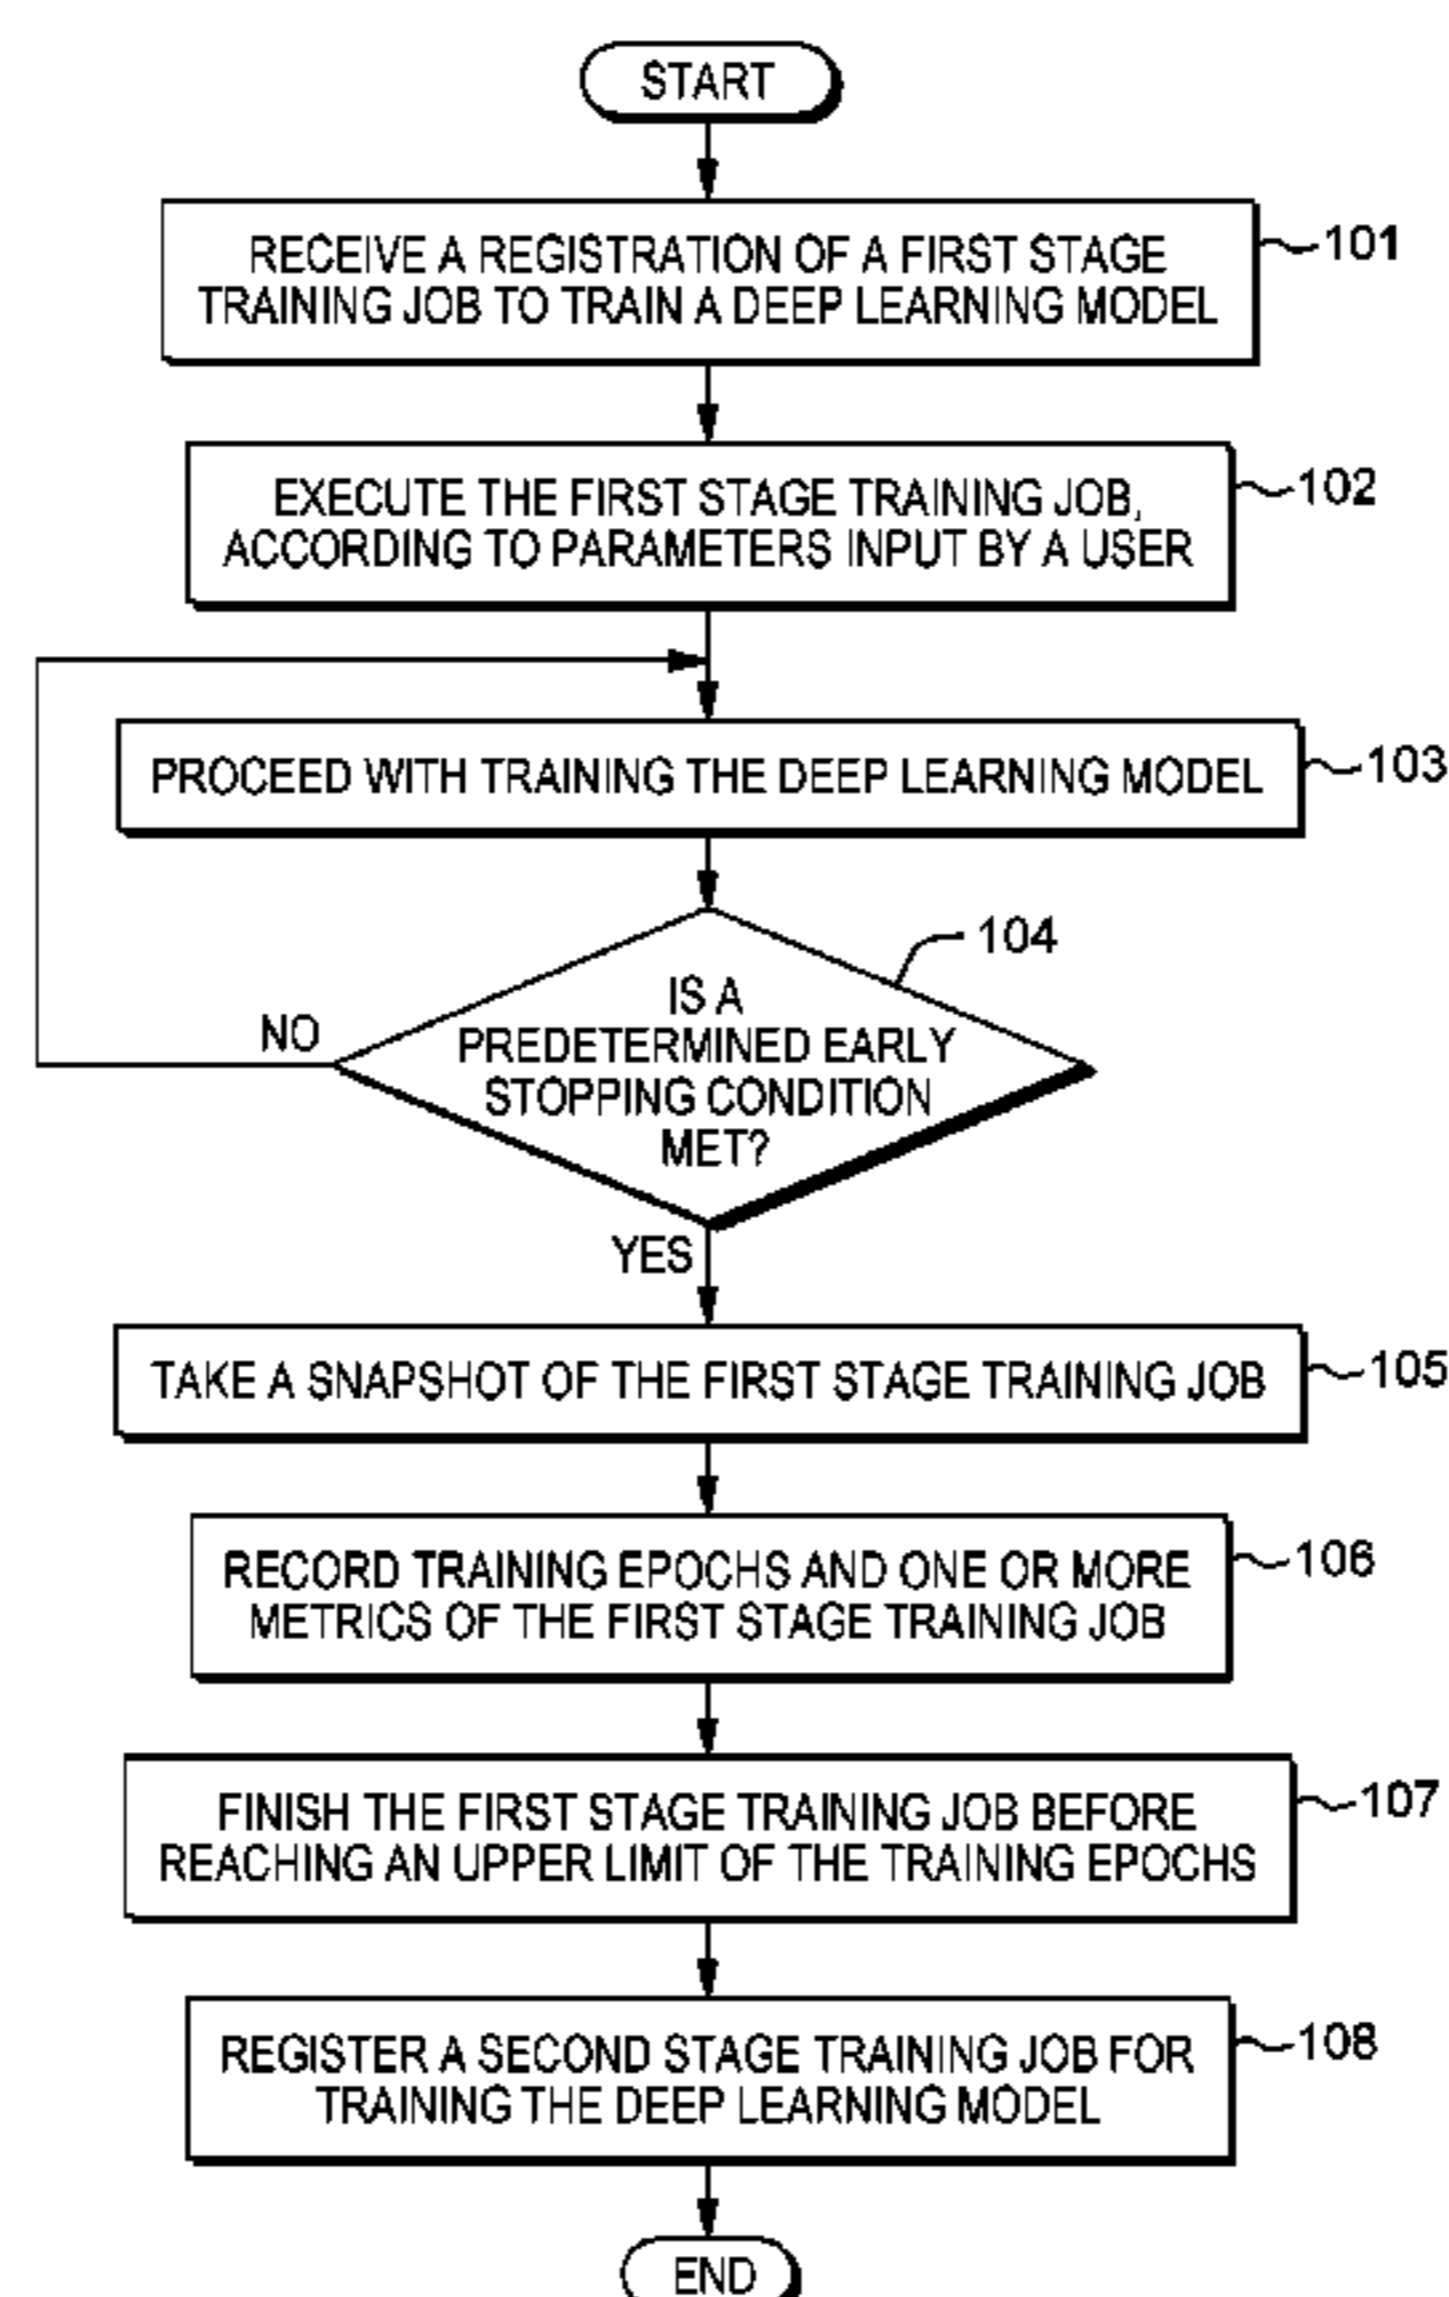 START
RECEIVE A REGISTRATION OF A FIRST STAGE
TRAINING JOB TO TRAIN A DEEP LEARNING MODEL
101
EXECUTE THE FIRST STAGE TRAINING JOB,
ACCORDING TO PARAMETERS INPUT BY A USER
102
PROCEED WITH TRAINING THE DEEP LEARNING MODEL
103
104
IS A
PREDETERMINED EARLY
STOPPING CONDITION
MET?
NO
YES
TAKE A SNAPSHOT OF THE FIRST STAGE TRAINING JOB
105
RECORD TRAINING EPOCHS AND ONE OR MORE
METRICS OF THE FIRST STAGE TRAINING JOB
106
FINISH THE FIRST STAGE TRAINING JOB BEFORE
REACHING AN UPPER LIMIT OF THE TRAINING EPOCHS
107
REGISTER A SECOND STAGE TRAINING JOB FOR
TRAINING THE DEEP LEARNING MODEL
108
END